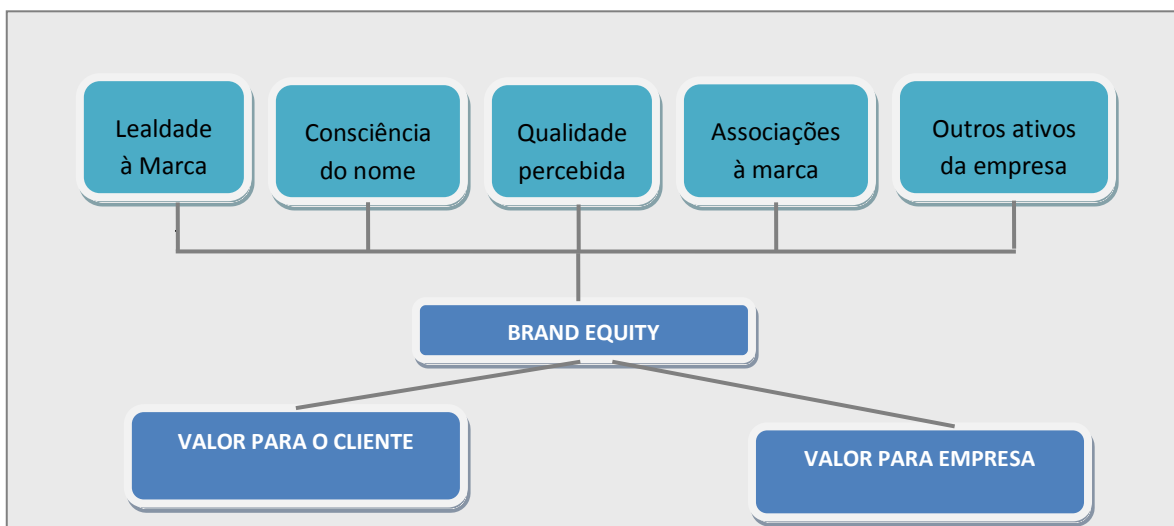 Lealdade
à Marca
Consciência
do nome
Qualidade
percebida
Associações
à marca
Outros ativos
da empresa
BRAND EQUITY
VALOR PARA O CLIENTE
VALOR PARA EMPRESA